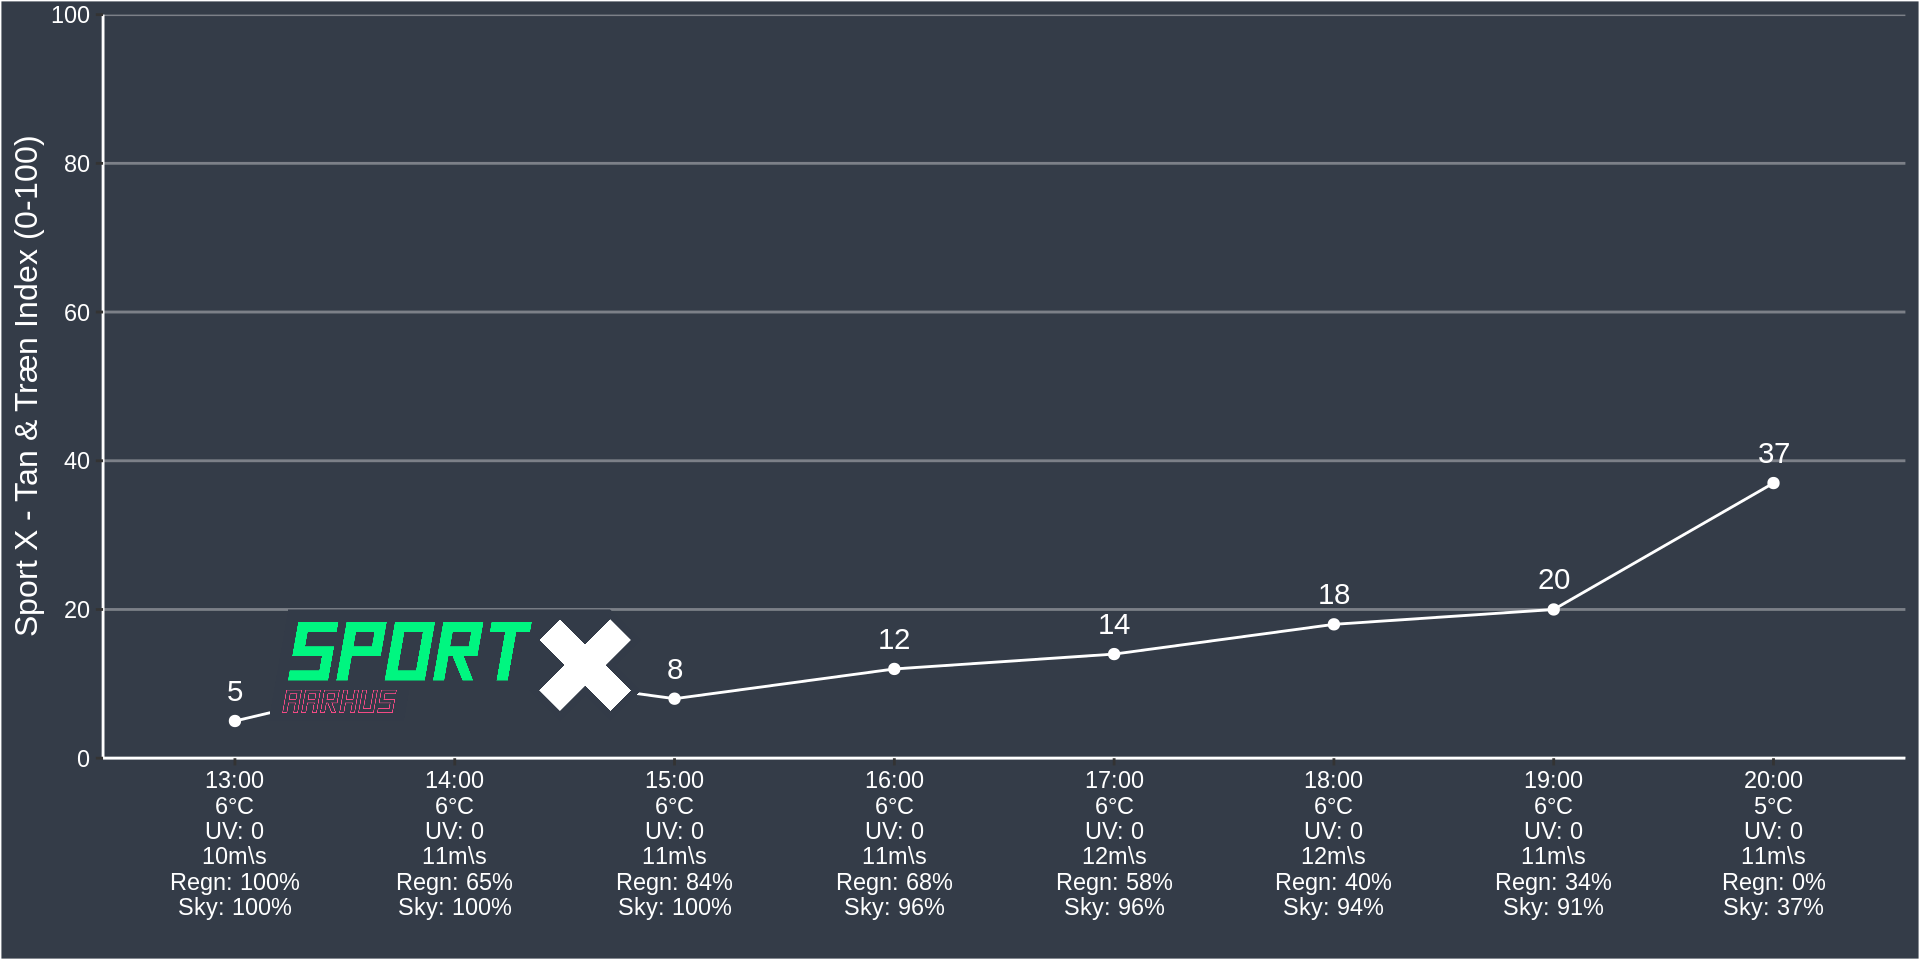 Sport X - Tan & Træn Index (0-100)
100
80
60
40
20
0
5
8
12
14
18
20
37
SPORT X
AARHUS
13:00
6°C
UV: 0
10m\s
Regn: 100%
Sky: 100%
14:00
6°C
UV: 0
11m\s
Regn: 65%
Sky: 100%
15:00
6°C
UV: 0
11m\s
Regn: 84%
Sky: 100%
16:00
6°C
UV: 0
11m\s
Regn: 68%
Sky: 96%
17:00
6°C
UV: 0
12m\s
Regn: 58%
Sky: 96%
18:00
6°C
UV: 0
12m\s
Regn: 40%
Sky: 94%
19:00
6°C
UV: 0
11m\s
Regn: 34%
Sky: 91%
20:00
5°C
UV: 0
11m\s
Regn: 0%
Sky: 37%